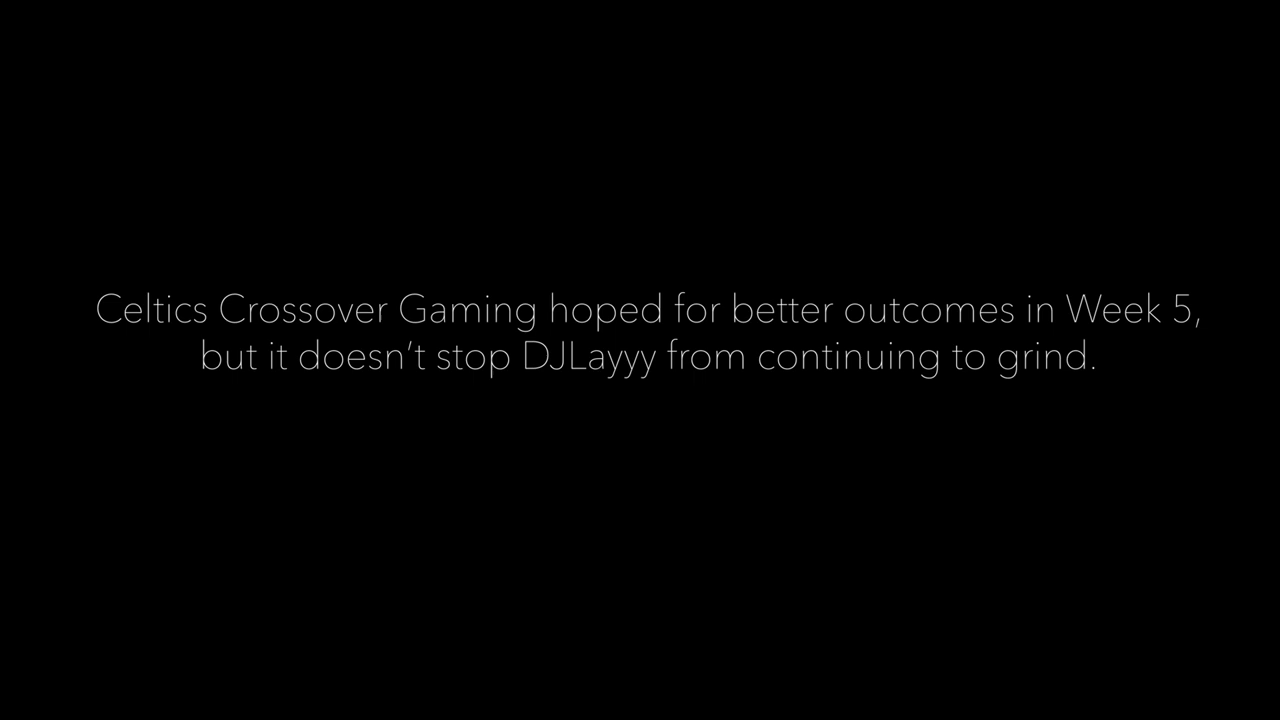 Celtics Crossover Gaming hoped for better outcomes in Week 5,
but it doesn’t stop DJLayyy from continuing to grind.